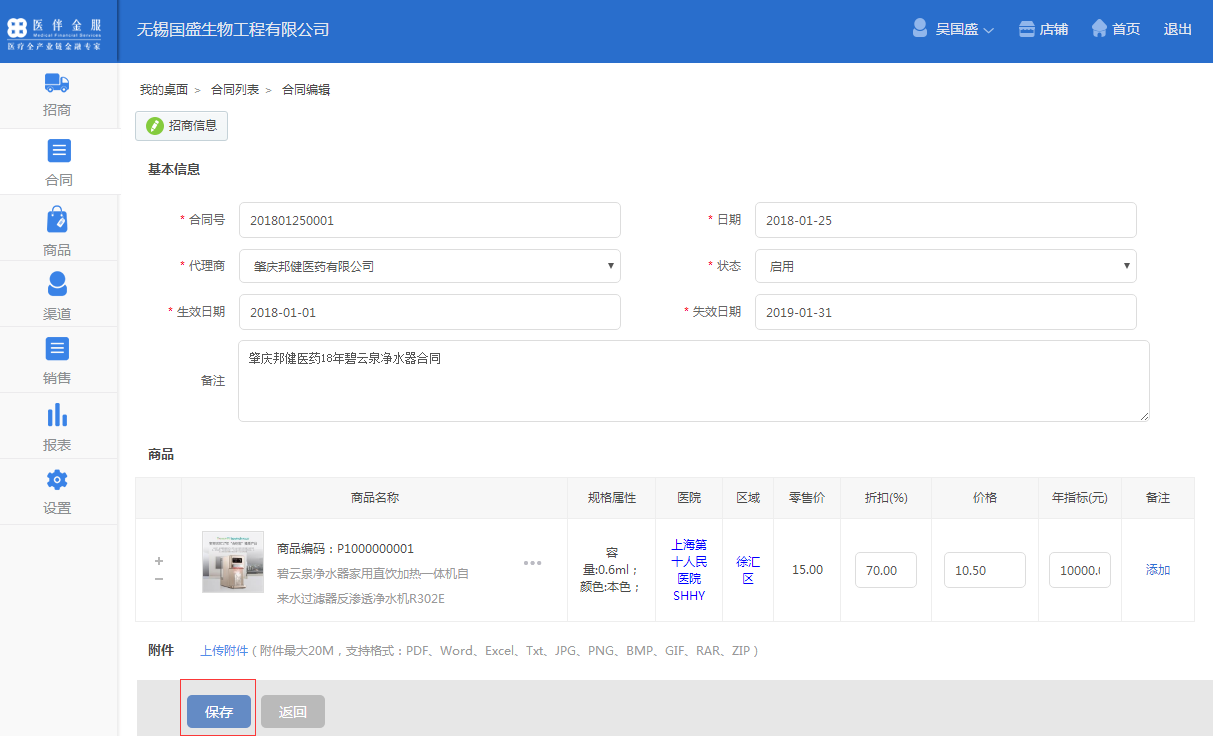 医伴金服
Medical Financial Services
医疗全产业链金融专家
无锡国盛生物工程有限公司
吴国盛
店铺
首页
退出
招商
合同
商品
渠道
销售
报表
设置
我的桌面 > 合同列表 > 合同编辑
招商信息
基本信息
* 合同号 201801250001
* 日期 2018-01-25
* 代理商 肇庆邦健医药有限公司
* 状态 启用
* 生效日期 2018-01-01
* 失效日期 2019-01-31
备注 肇庆邦健医药18年碧云泉净水器合同
商品
商品名称 规格属性 医院 区域 零售价 折扣(%) 价格 年指标(元) 备注
+
−
商品编码：P1000000001
碧云泉净水器家用直饮加热一体机自
来水过滤器反渗透净水机R302E
•••
容
量:0.6ml；
颜色:本色；
上海第
十人民
医院
SHHY
徐汇
区
15.00
70.00
10.50
10000.
添加
附件 上传附件 ( 附件最大20M，支持格式：PDF、Word、Excel、Txt、JPG、PNG、BMP、GIF、RAR、ZIP )
保存
返回